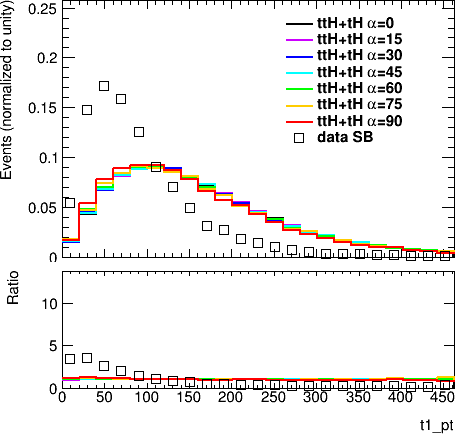 Events (normalized to unity)
0.25
0.2
0.15
0.1
0.05
0
ttH+tH α=0
ttH+tH α=15
ttH+tH α=30
ttH+tH α=45
ttH+tH α=60
ttH+tH α=75
ttH+tH α=90
data SB
Ratio
10
5
0
0 50 100 150 200 250 300 350 400 450
t1_pt